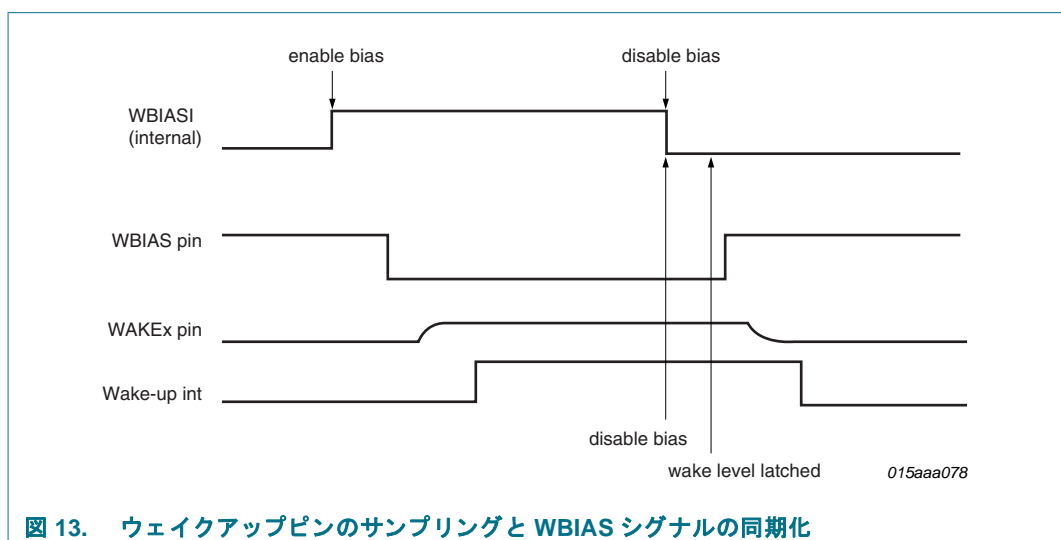 enable bias
disable bias
WBIASI
(internal)
WBIAS pin
WAKEx pin
Wake-up int
disable bias
wake level latched
015aaa078
図 13. ウェイクアップピンのサンプリングと WBIAS シグナルの同期化